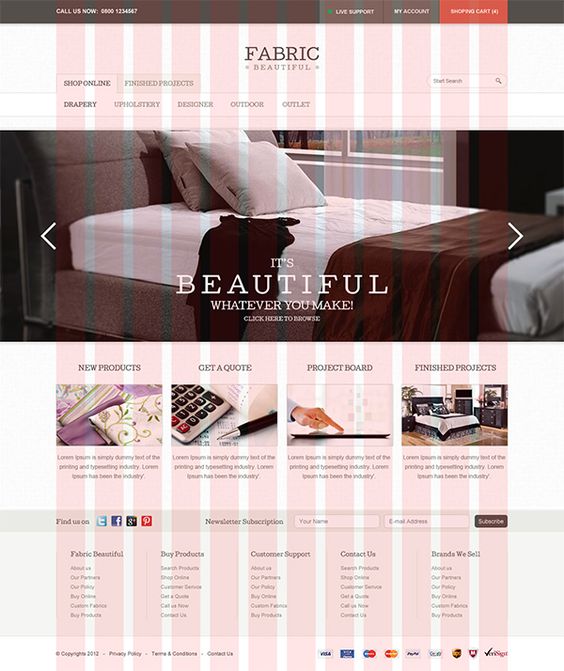 CALL US NOW: 0800 1234567
LIVE SUPPORT
MY ACCOUNT
SHOPING CART (4)
FABRIC
BEAUTIFUL
SHOP ONLINE
FINISHED PROJECTS
Start Search
DRAPERY
UPHOLSTERY
DESIGNER
OUTDOOR
OUTLET
IT'S
BEAUTIFUL
WHATEVER YOU MAKE!
CLICK HERE TO BROWSE
NEW PRODUCTS
Lorem Ipsum is simply dummy text of the
printing and typesetting industry. Lorem
Ipsum has been the industry'.
GET A QUOTE
Lorem Ipsum is simply dummy text of the
printing and typesetting industry. Lorem
Ipsum has been the industry'.
PROJECT BOARD
Lorem Ipsum is simply dummy text of the
printing and typesetting industry. Lorem
Ipsum has been the industry'.
FINISHED PROJECTS
Lorem Ipsum is simply dummy text of the
printing and typesetting industry. Lorem
Ipsum has been the industry'.
Find us on
Newsletter Subscription
Your Name
E-mail Address
Subscribe
Fabric Beautiful
About us
Our Partners
Our Policy
Buy Online
Custom Fabrics
Buy Products
Buy Products
Search Products
Shop Online
Customer Serivce
Get a Quote
Call us Now
Contact Us
Customer Support
About us
Our Partners
Our Policy
Buy Online
Custom Fabrics
Buy Products
Contact Us
Search Products
Shop Online
Customer Serivce
Get a Quote
Call us Now
Contact Us
Brands We Sell
About us
Our Partners
Our Policy
Buy Online
Custom Fabrics
Buy Products
© Copyrights 2012 - Privacy Policy - Terms & Conditions - Contact Us
VISA
PayPal
VeriSign